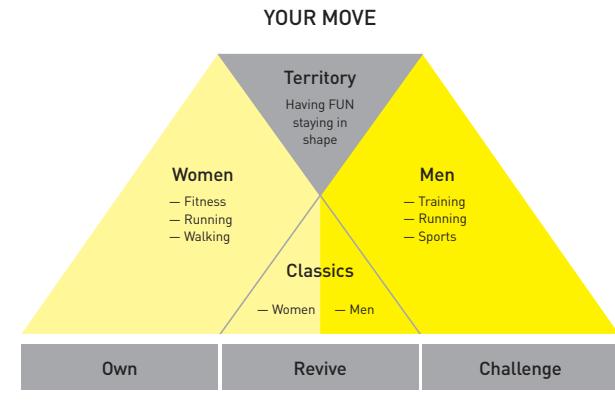 YOUR MOVE
Territory
Having FUN
staying in
shape
Women
— Fitness
— Running
— Walking
Men
— Training
— Running
— Sports
Classics
— Women — Men
Own Revive Challenge